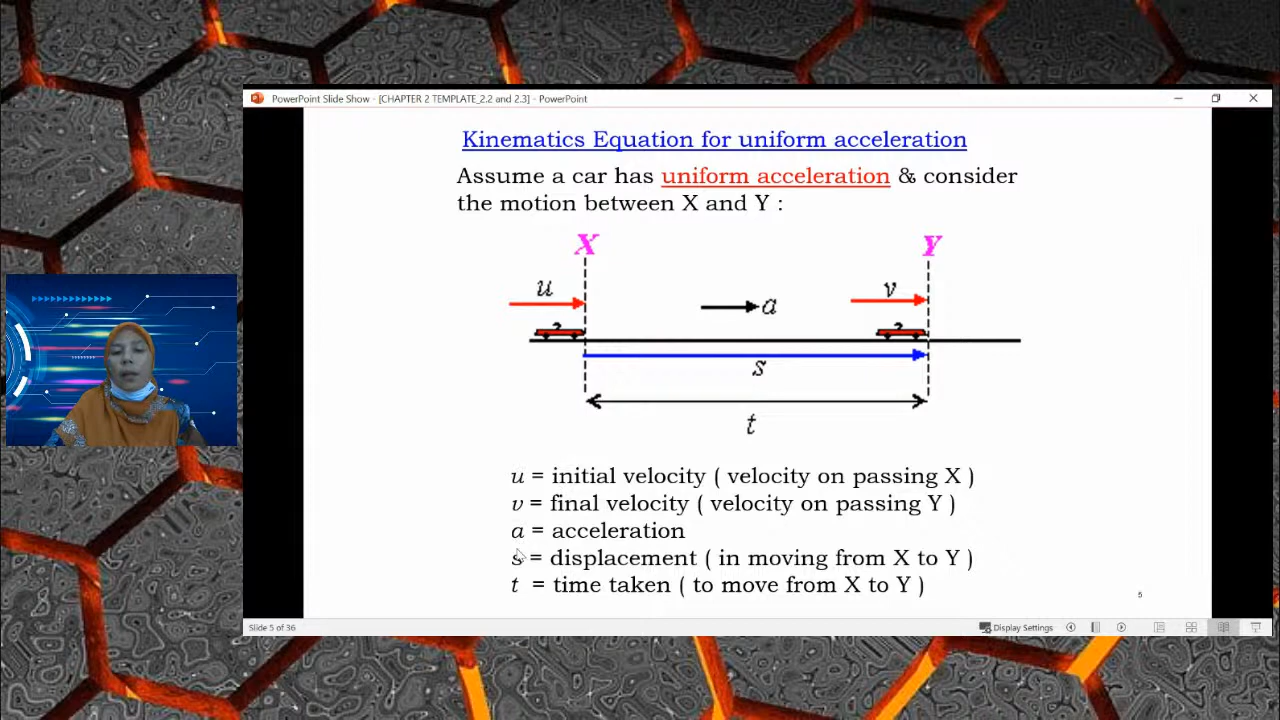 PowerPoint Slide Show - [CHAPTER 2 TEMPLATE_2.2 and 2.3] - PowerPoint
Kinematics Equation for uniform acceleration
Assume a car has uniform acceleration & consider
the motion between X and Y :
X Y
u a v
s
t
u = initial velocity ( velocity on passing X )
v = final velocity ( velocity on passing Y )
a = acceleration
s = displacement ( in moving from X to Y )
t = time taken ( to move from X to Y )
5
Slide 5 of 36 Display Settings